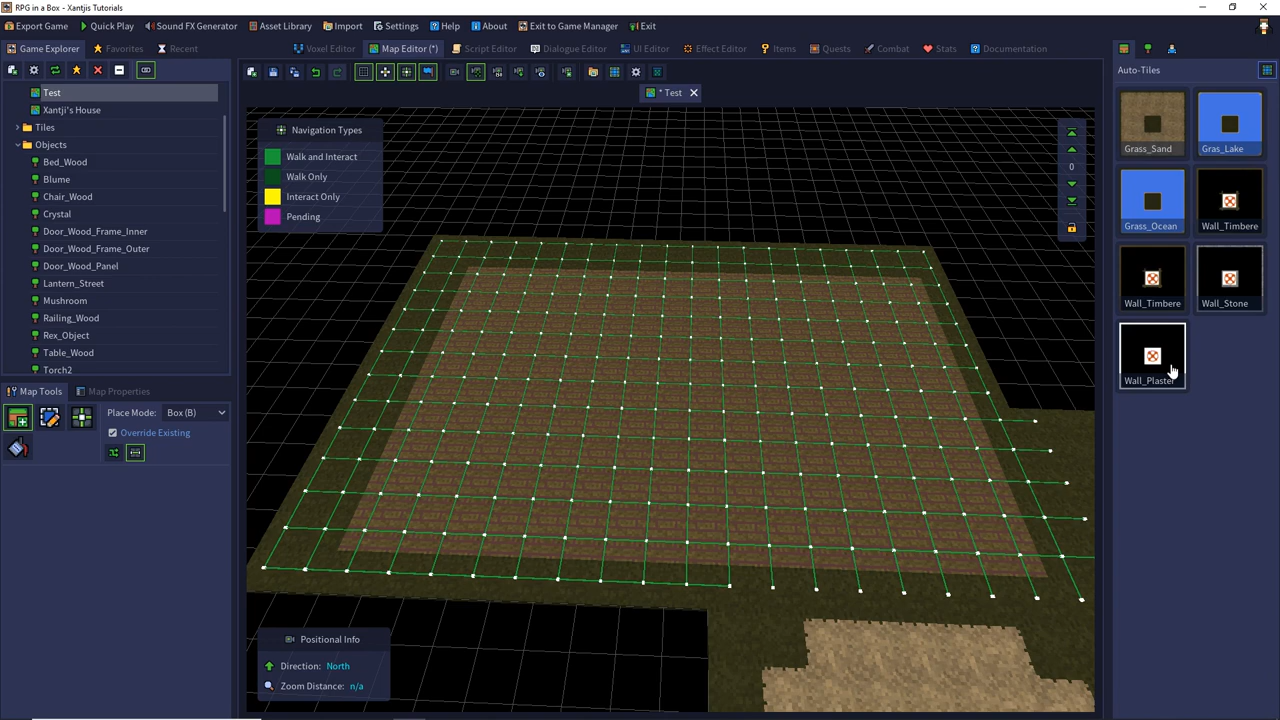 RPG in a Box - Xantjis Tutorials
Export Game Quick Play Sound FX Generator Asset Library Import Settings Help About Exit to Game Manager Exit
Game Explorer Favorites Recent Voxel Editor Map Editor (*) Script Editor Dialogue Editor UI Editor Effect Editor Items Quests Combat Stats Documentation
Auto-Tiles
Test
* Test
Xantji's House
Tiles
Objects
Bed_Wood
Blume
Chair_Wood
Crystal
Door_Wood_Frame_Inner
Door_Wood_Frame_Outer
Door_Wood_Panel
Lantern_Street
Mushroom
Railing_Wood
Rex_Object
Table_Wood
Torch2
Map Tools Map Properties
Place Mode: Box (B)
Override Existing
Navigation Types
Walk and Interact
Walk Only
Interact Only
Pending
0
Positional Info
Direction: North
Zoom Distance: n/a
Grass_Sand Gras_Lake
Grass_Ocean Wall_Timbere
Wall_Timbere Wall_Stone
Wall_Plaster